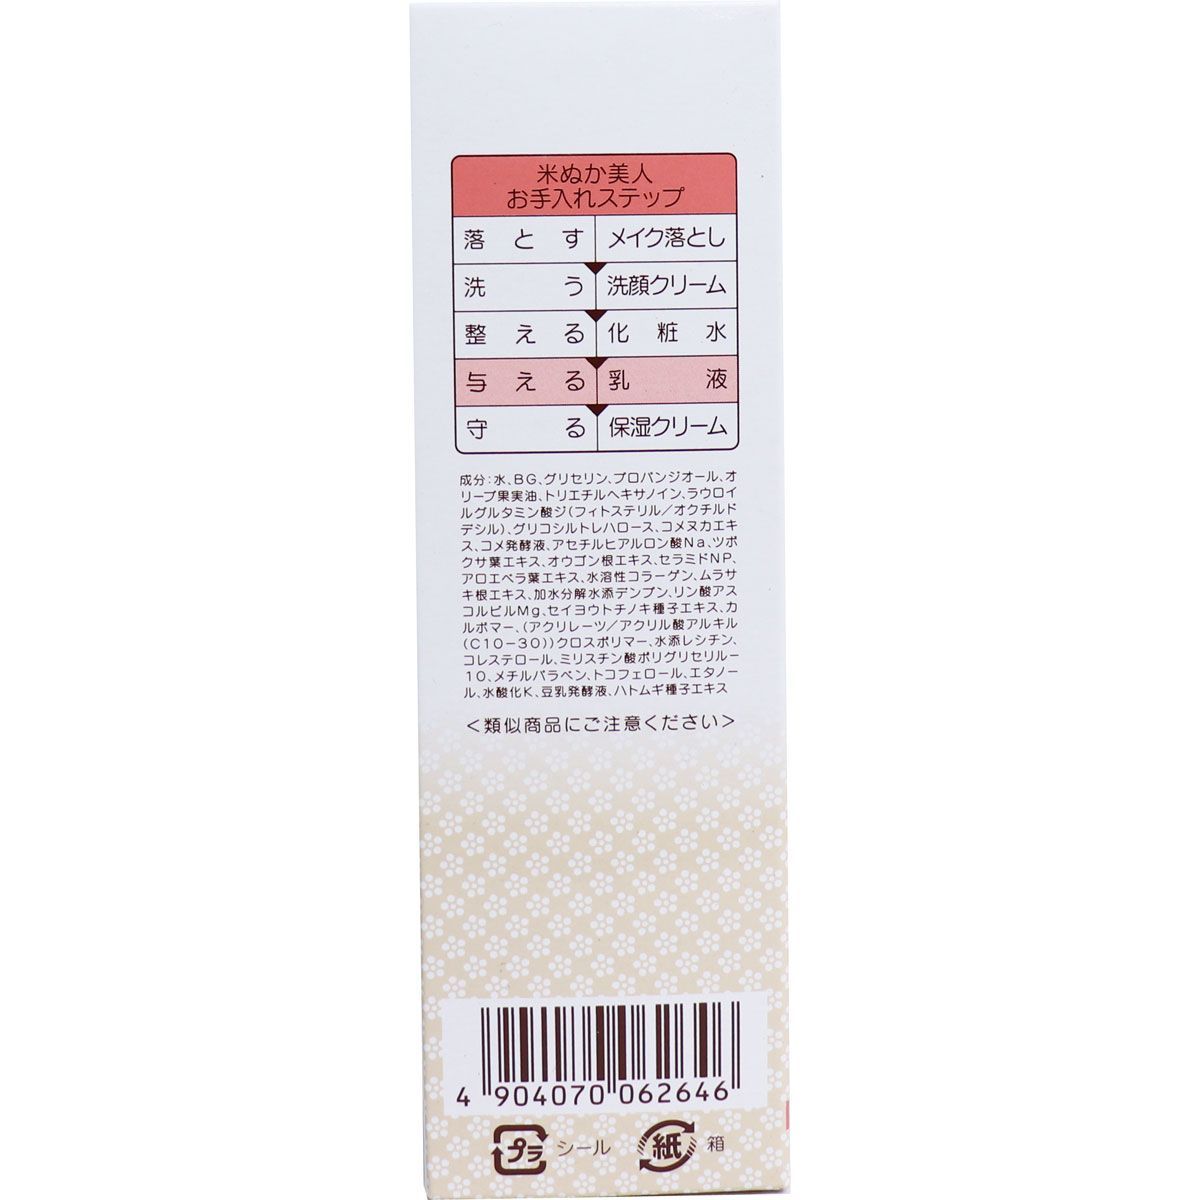 米ぬか美人
お手入れステップ
落とす メイク落とし
洗う 洗顔クリーム
整える 化粧水
与える 乳液
守る 保湿クリーム
成分:水、BG、グリセリン、プロパンジオール、オ
リーブ果実油、トリエチルヘキサノイン、ラウロイ
ルグルタミン酸ジ(フィトステリル/オクチルド
デシル)、グリコシルトレハロース、コメヌカエキ
ス、コメ発酵液、アセチルヒアルロン酸Na、ツボ
クサ葉エキス、オウゴン根エキス、セラミドNP、
アロエベラ葉エキス、水溶性コラーゲン、ムラサ
キ根エキス、加水分解水添デンプン、リン酸アス
コルビルMg、セイヨウトチノキ種子エキス、カ
ルボマー、(アクリレーツ/アクリル酸アルキル
(C10-30))クロスポリマー、水添レシチン、
コレステロール、ミリスチン酸ポリグリセリル-
10、メチルパラベン、トコフェロール、エタノー
ル、水酸化K、豆乳発酵液、ハトムギ種子エキス
<類似商品にご注意ください>
4 904070 062646
プラ シール 紙 箱